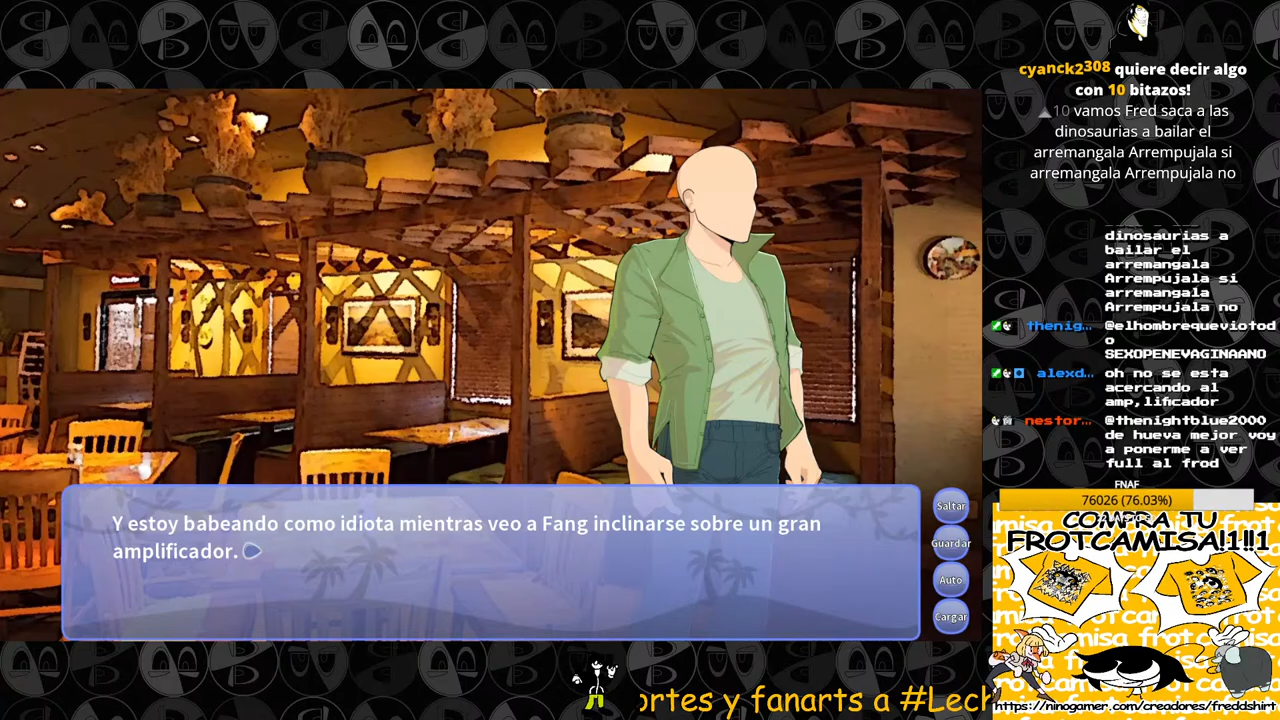 cyanck2308 quiere decir algo
con 10 bitazos!
10 vamos Fred saca a las
dinosaurias a bailar el
arremangala Arrempujala si
arremangala Arrempujala no
dinosaurias a
bailar el
arremangala
Arrempujala si
arremangala
Arrempujala no
thenig... @elhombrequeviotod
o
SEXOPENEVAGINAANO
alexd... oh no se esta
acercando al
amp,lificador
nestor... @thenightblue2000
de hueva mejor voy
a ponerme a ver
full al frod
FNAF
76026 (76.03%)
COMPRA TU
FROTCAMISA!1!!1
https://ninogamer.com/creadores/freddshirt
Y estoy babeando como idiota mientras veo a Fang inclinarse sobre un gran
amplificador.
Saltar
Guardar
Auto
Cargar
ortes y fanarts a #Lech